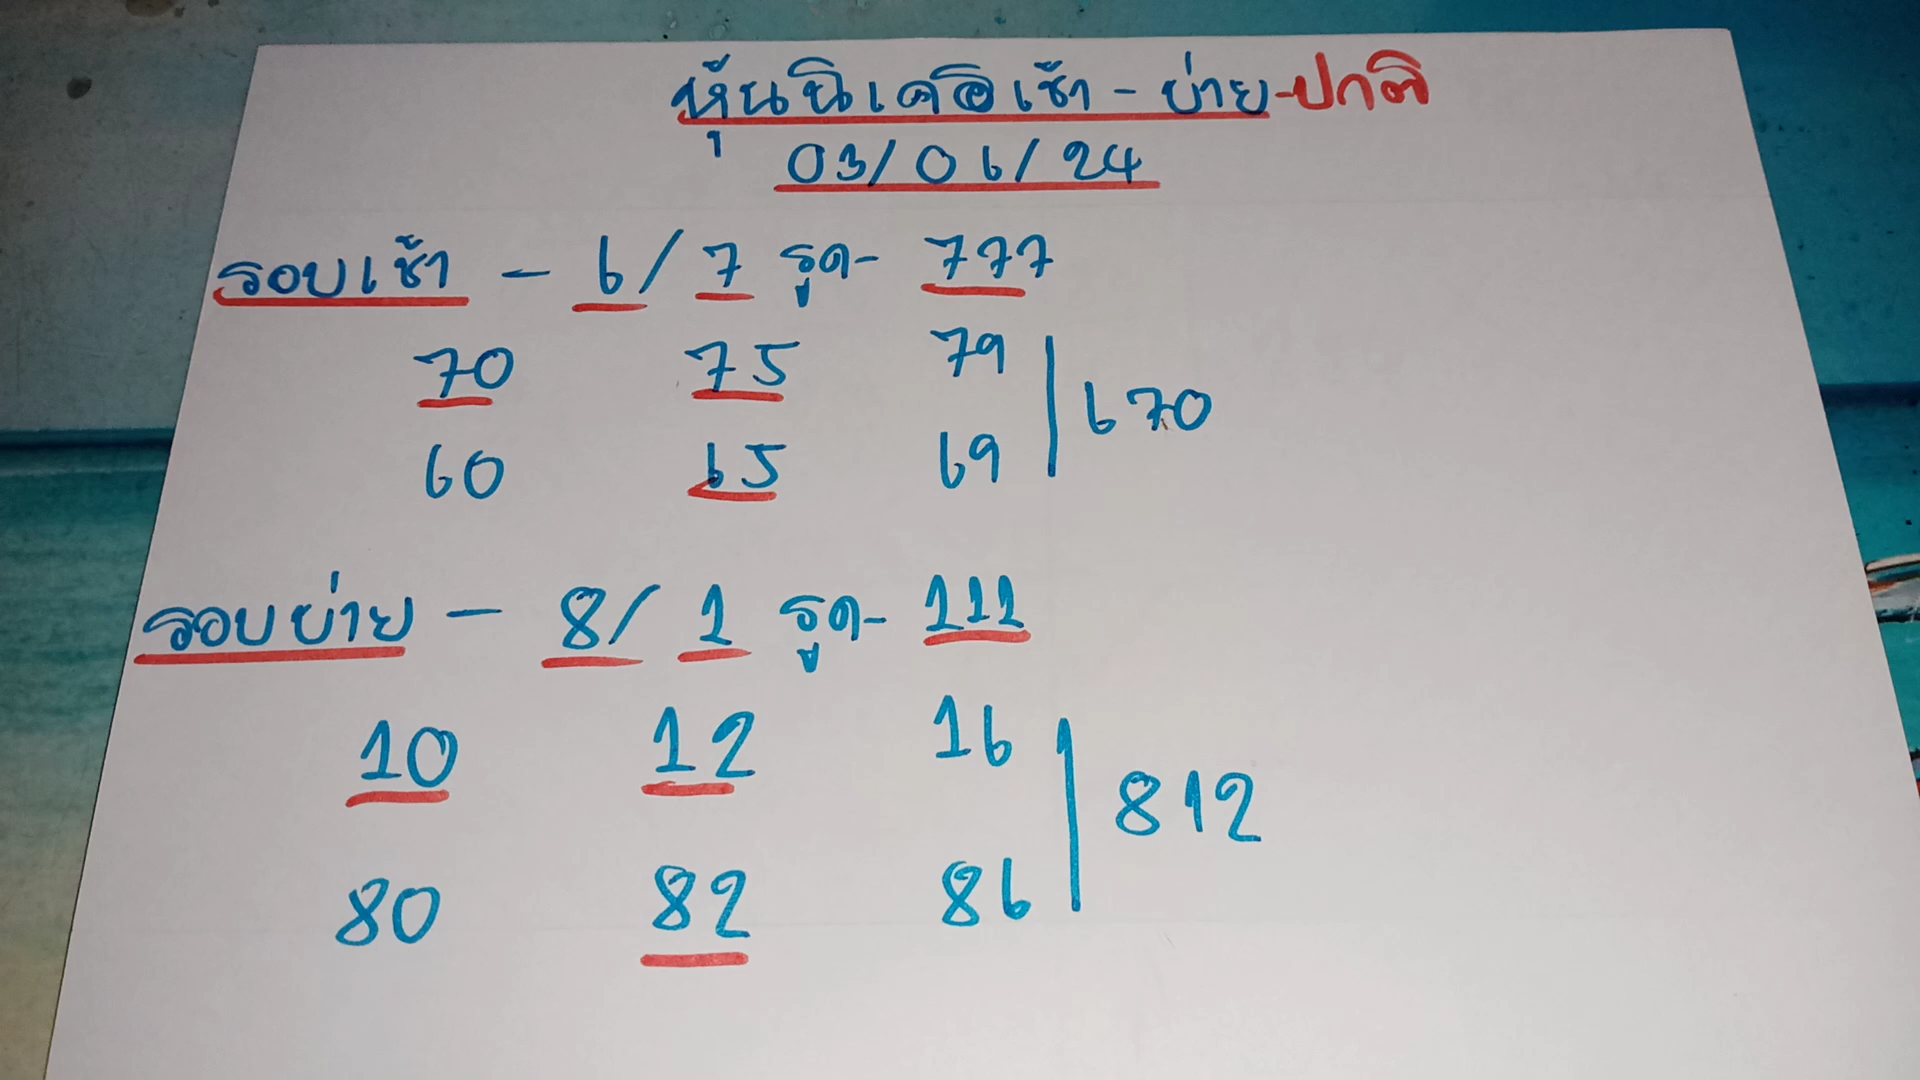 หุ้นนิเคอิเช้า - บ่าย-ปกติ
03/06/24
รอบเช้า - 6/7 รูด- 777
70 75 79
670
60 65 69
รอบบ่าย - 8/1 รูด- 111
10 12 16
812
80 82 86